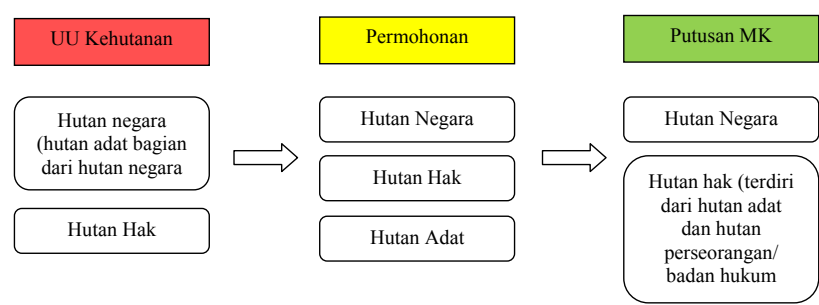 UU Kehutanan
Hutan negara
(hutan adat bagian
dari hutan negara
Hutan Hak
Permohonan
Hutan Negara
Hutan Hak
Hutan Adat
Putusan MK
Hutan Negara
Hutan hak (terdiri
dari hutan adat
dan hutan
perseorangan/
badan hukum